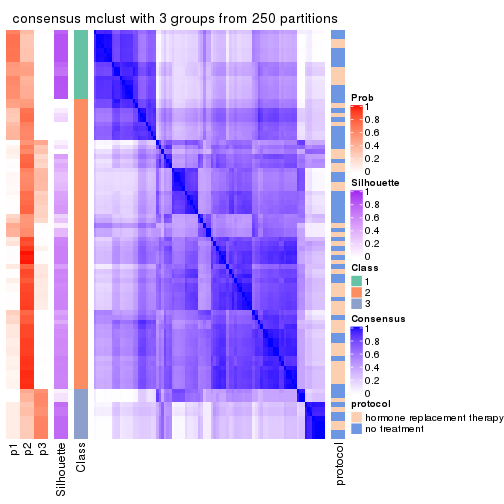 consensus mclust with 3 groups from 250 partitions
Prob
1
0.8
0.6
0.4
0.2
0
Silhouette
1
0.8
0.6
0.4
0.2
0
Class
1
2
3
Consensus
1
0.8
0.6
0.4
0.2
0
protocol
hormone replacement therapy
no treatment
p1
p2
p3
Silhouette
Class
protocol